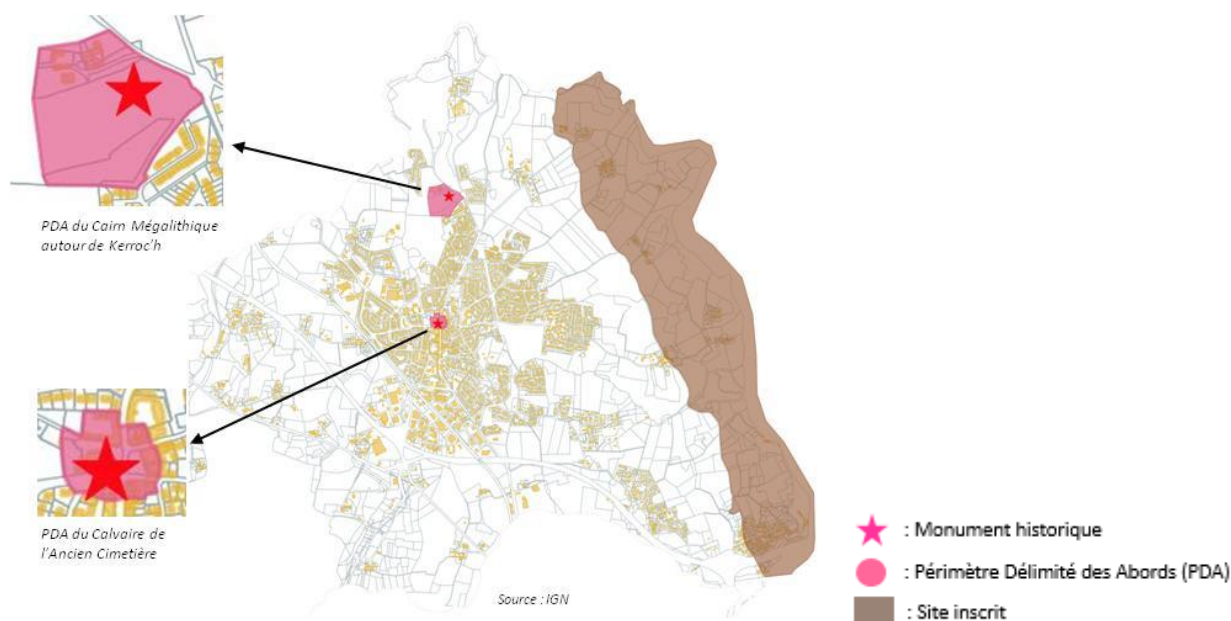 PDA du Cairn Mégalithique
autour de Kerroc'h
PDA du Calvaire de
l'Ancien Cimetière
Source : IGN
: Monument historique
: Périmètre Délimité des Abords (PDA)
: Site inscrit